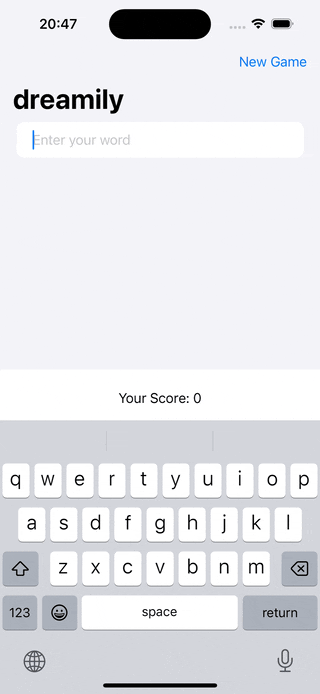 20:47
New Game
dreamily
Enter your word
Your Score: 0
q w e r t y u i o p
a s d f g h j k l
z x c v b n m
123 space return